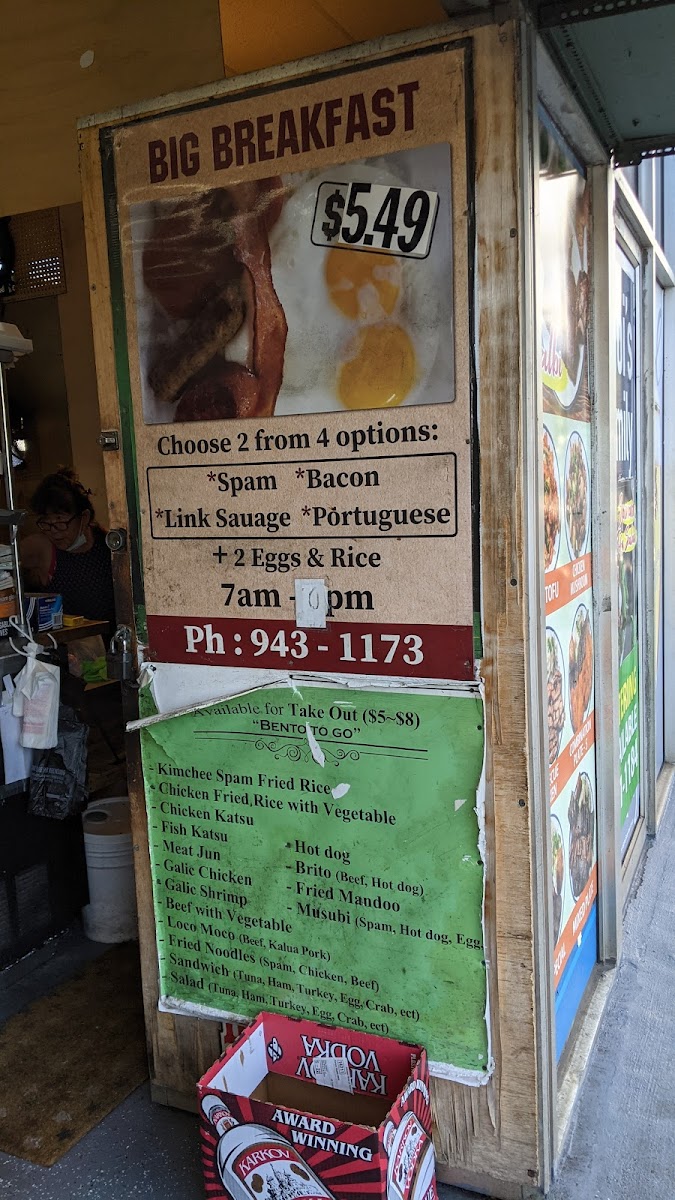 BIG BREAKFAST
$5.49
Choose 2 from 4 options:
*Spam *Bacon
*Link Sauage *Portuguese
+ 2 Eggs & Rice
7am - pm
Ph : 943 - 1173
Available for Take Out ($5~$8)
"BENTO TO GO"
- Kimchee Spam Fried Rice
- Chicken Fried,Rice with Vegetable
- Chicken Katsu
- Fish Katsu
- Meat Jun
- Galic Chicken
- Galic Shrimp
- Beef with Vegetable
- Loco Moco (Beef, Kalua Pork)
- Fried Noodles (Spam, Chicken, Beef)
- Sandwich (Tuna, Ham, Turkey, Egg, Crab, ect)
- Salad (Tuna, Ham, Turkey, Egg, Crab, ect)
- Hot dog
- Brito (Beef, Hot dog)
- Fried Mandoo
- Musubi (Spam, Hot dog, Egg
KARKOV
VODKA
AWARD
WINNING
KARKOV
TOFU
CHICKEN
MUSHROOM